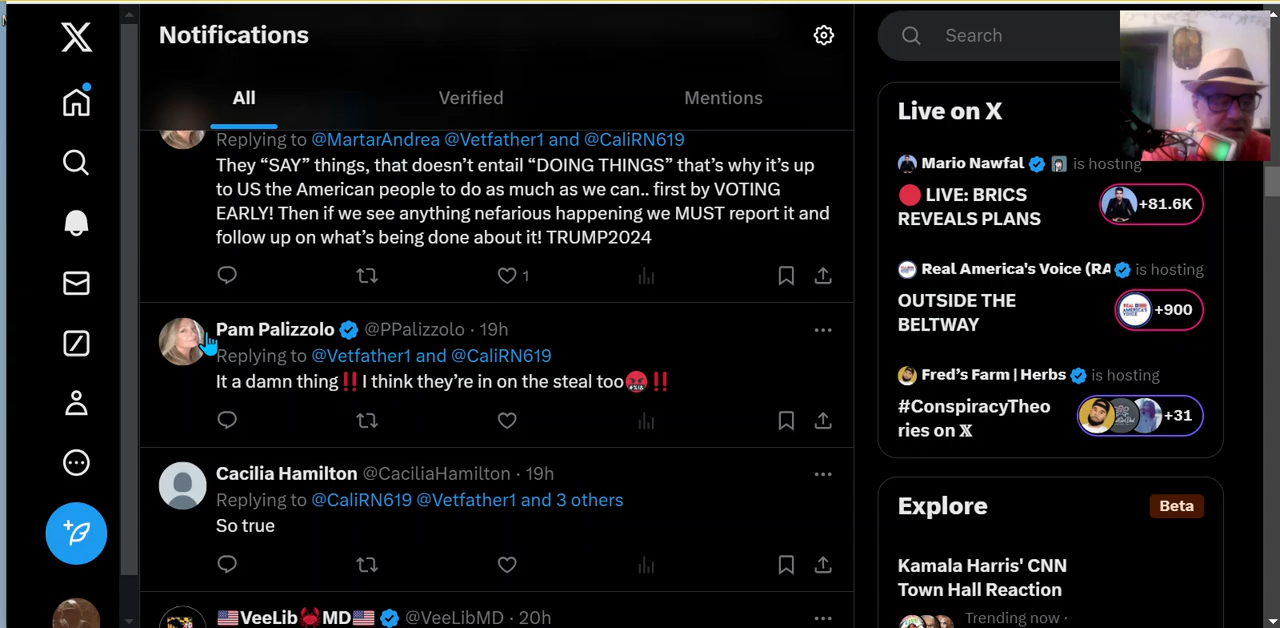 Notifications
Search
All
Verified
Mentions
Replying to @MartarAndrea @Vetfather1 and @CaliRN619
They “SAY” things, that doesn’t entail “DOING THINGS” that’s why it’s up
to US the American people to do as much as we can.. first by VOTING
EARLY! Then if we see anything nefarious happening we MUST report it and
follow up on what’s being done about it! TRUMP2024
1
Pam Palizzolo @PPalizzolo · 19h
Replying to @Vetfather1 and @CaliRN619
It a damn thing‼️I think they’re in on the steal too🤬‼️
Cacilia Hamilton @CaciliaHamilton · 19h
Replying to @CaliRN619 @Vetfather1 and 3 others
So true
🇺🇸VeeLib🦀MD🇺🇸 @VeeLibMD · 20h
Live on X
Mario Nawfal is hosting
🔴 LIVE: BRICS
REVEALS PLANS
+81.6K
Real America's Voice (RA is hosting
OUTSIDE THE
BELTWAY
+900
Fred’s Farm | Herbs is hosting
#ConspiracyTheo
ries on 𝕏
+31
Explore
Beta
Kamala Harris' CNN
Town Hall Reaction
Trending now ·